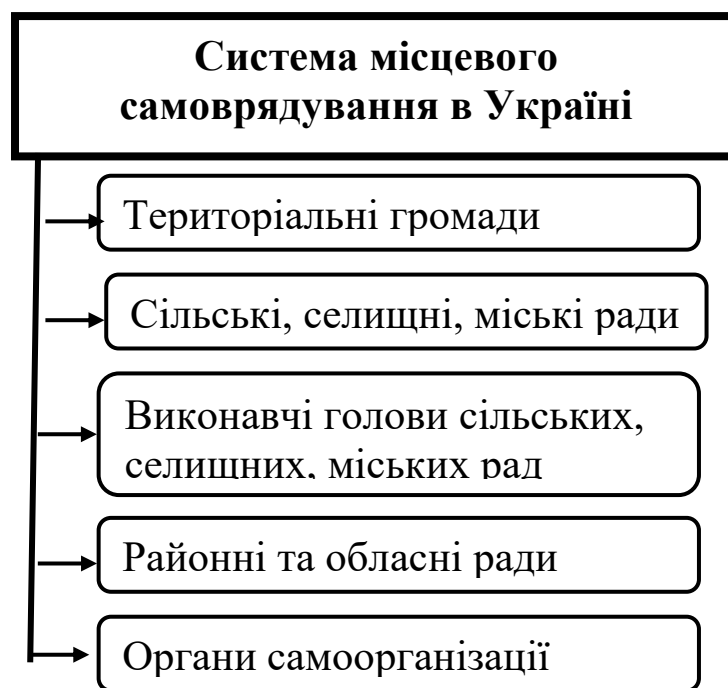 Система місцевого
самоврядування в Україні
Територіальні громади
Сільські, селищні, міські ради
Виконавчі голови сільських,
селищних, міських рад
Районні та обласні ради
Органи самоорганізації